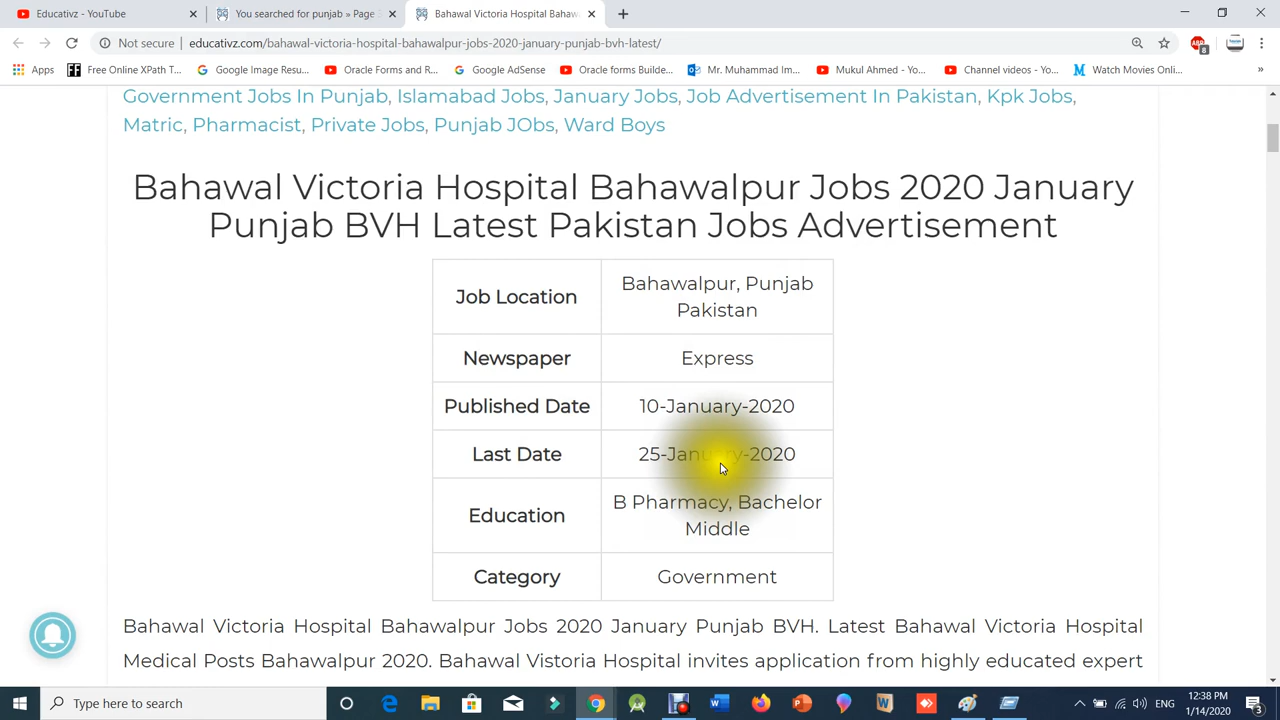 Educativz - YouTube
You searched for punjab » Page 3
Bahawal Victoria Hospital Bahaw
Not secure
educativz.com/bahawal-victoria-hospital-bahawalpur-jobs-2020-january-punjab-bvh-latest/
8
Apps
Free Online XPath T...
Google Image Resu...
Oracle Forms and R...
Google AdSense
Oracle forms Builde...
Mr. Muhammad Im...
Mukul Ahmed - Yo...
Channel videos - Yo...
Watch Movies Onli...
»
Government Jobs In Punjab, Islamabad Jobs, January Jobs, Job Advertisement In Pakistan, Kpk Jobs,
Matric, Pharmacist, Private Jobs, Punjab JObs, Ward Boys
Bahawal Victoria Hospital Bahawalpur Jobs 2020 January
Punjab BVH Latest Pakistan Jobs Advertisement
Job Location
Bahawalpur, Punjab
Pakistan
Newspaper
Express
Published Date
10-January-2020
Last Date
25-January-2020
Education
B Pharmacy, Bachelor
Middle
Category
Government
Bahawal Victoria Hospital Bahawalpur Jobs 2020 January Punjab BVH. Latest Bahawal Victoria Hospital
Medical Posts Bahawalpur 2020. Bahawal Vistoria Hospital invites application from highly educated expert
Type here to search
ENG
12:38 PM
1/14/2020
3